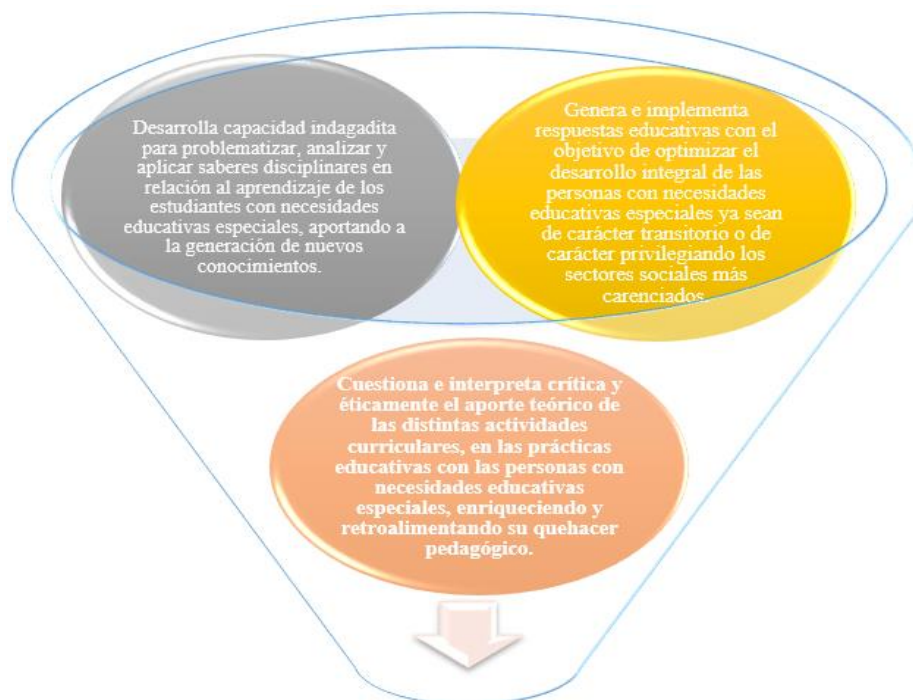 Desarrolla capacidad indagadita
para problematizar, analizar y
aplicar saberes disciplinares en
relación al aprendizaje de los
estudiantes con necesidades
educativas especiales, aportando a
la generación de nuevos
conocimientos.
Genera e implementa
respuestas educativas con el
objetivo de optimizar el
desarrollo integral de las
personas con necesidades
educativas especiales ya sean
de carácter transitorio o de
carácter privilegiando los
sectores sociales más
carenciados.
Cuestiona e interpreta crítica y
éticamente el aporte teórico de
las distintas actividades
curriculares, en las prácticas
educativas con las personas con
necesidades educativas
especiales, enriqueciendo y
retroalimentando su quehacer
pedagógico.